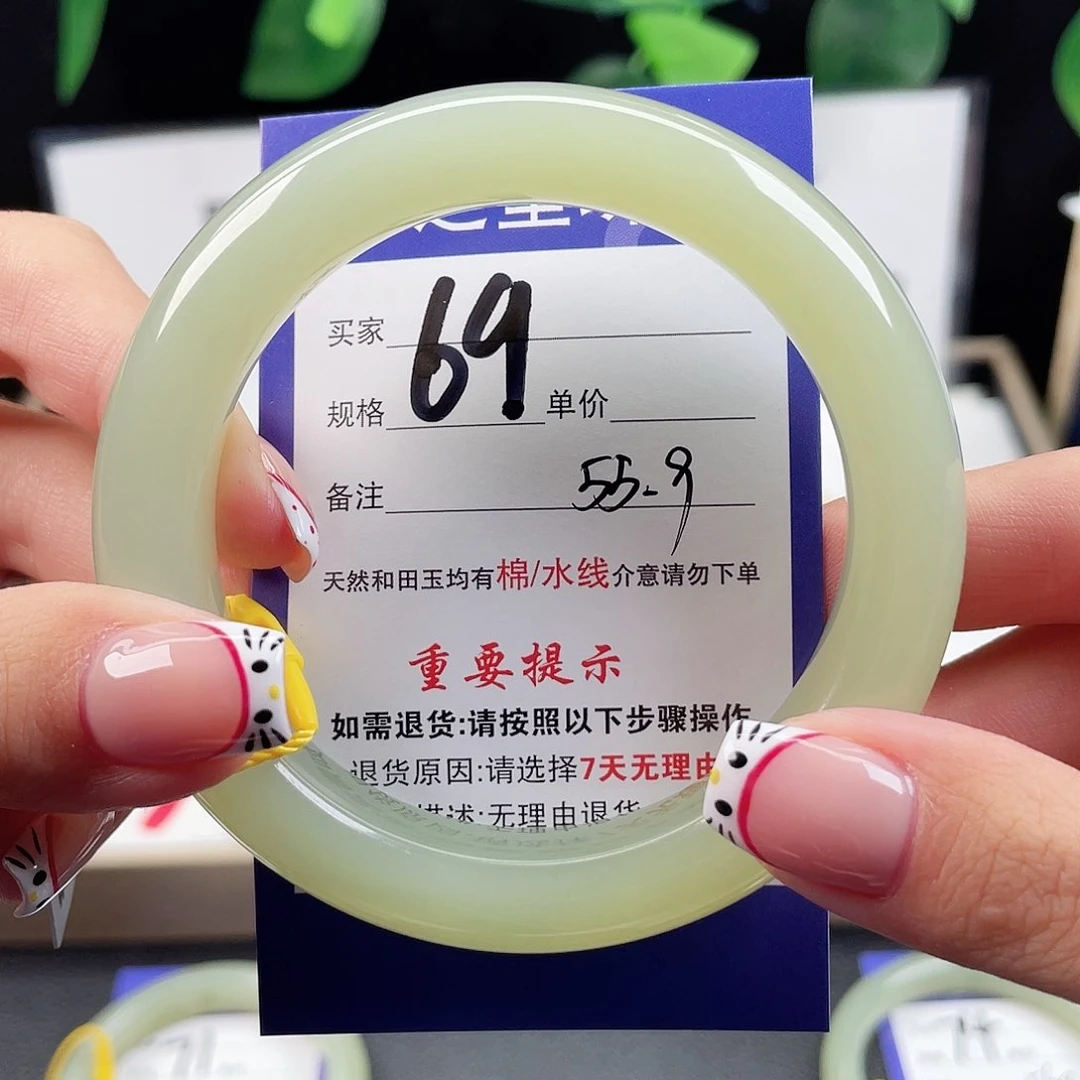 买家 69
规格 单价
备注 55.9
天然和田玉均有棉/水线介意请勿下单
重要提示
如需退货:请按照以下步骤操作
退货原因:请选择7天无理由
描述:无理由退货
71